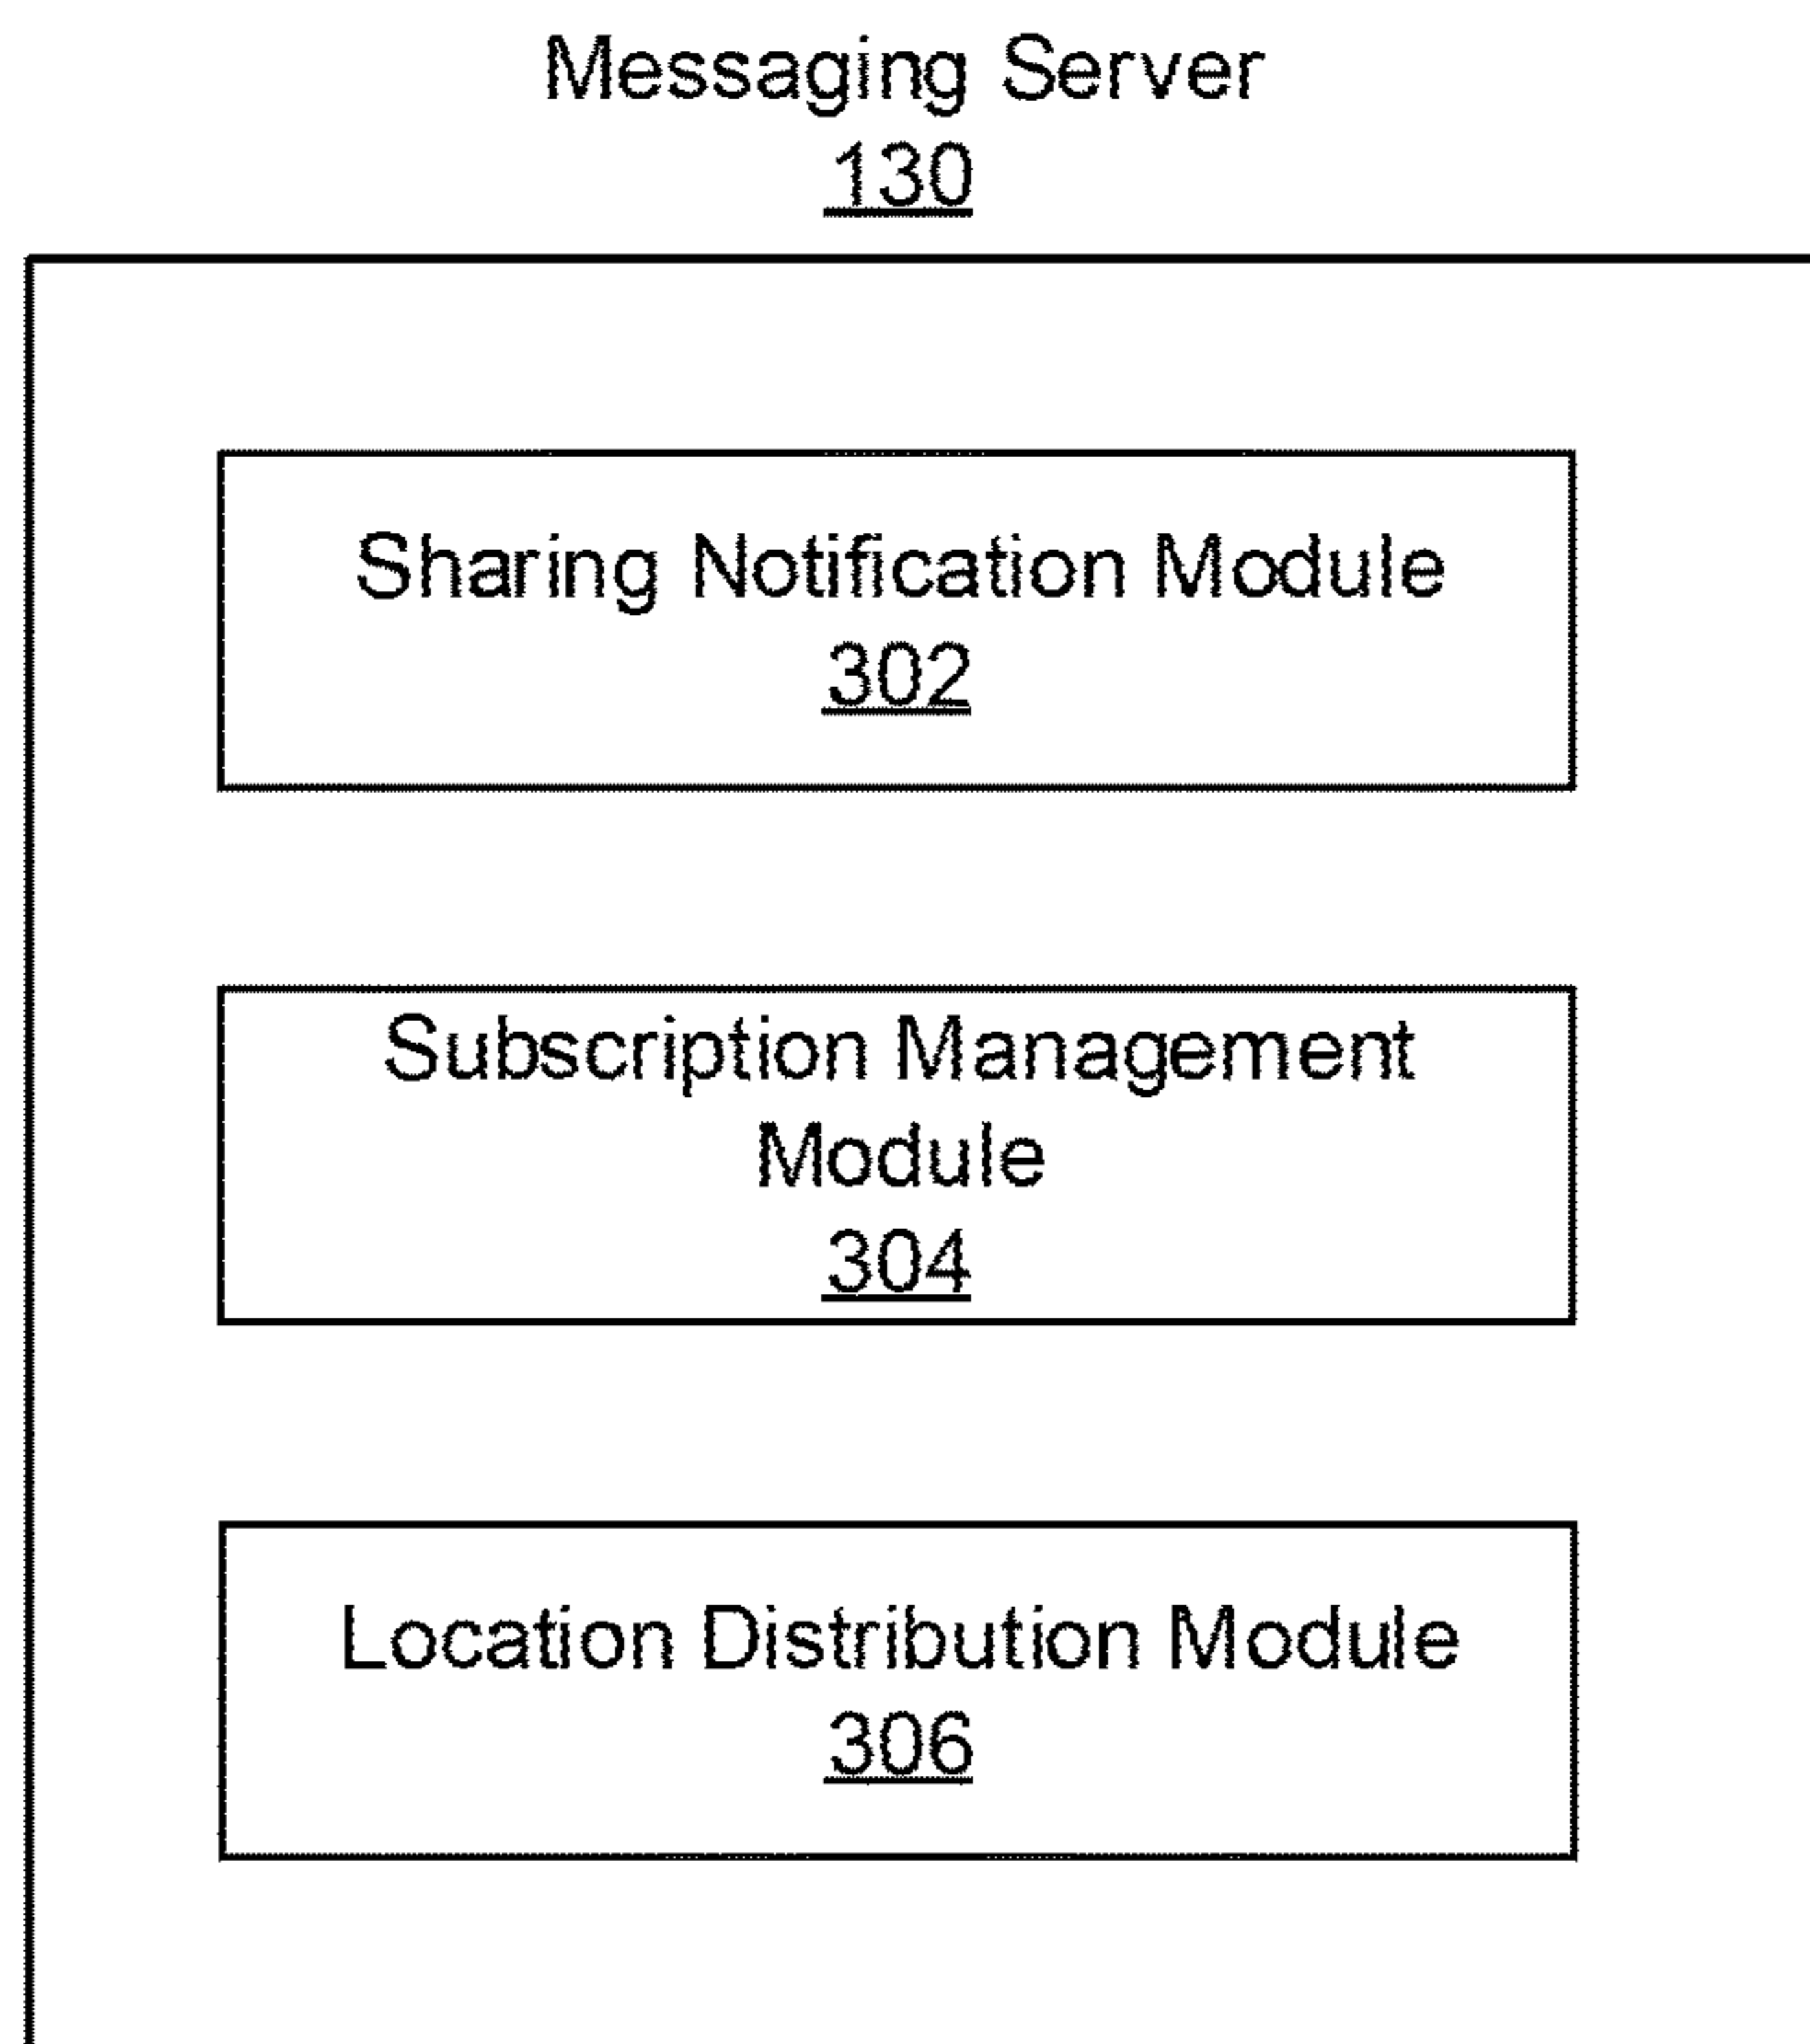 Messaging Server
130
Sharing Notification Module
302
Subscription Management
Module
304
Location Distribution Module
306